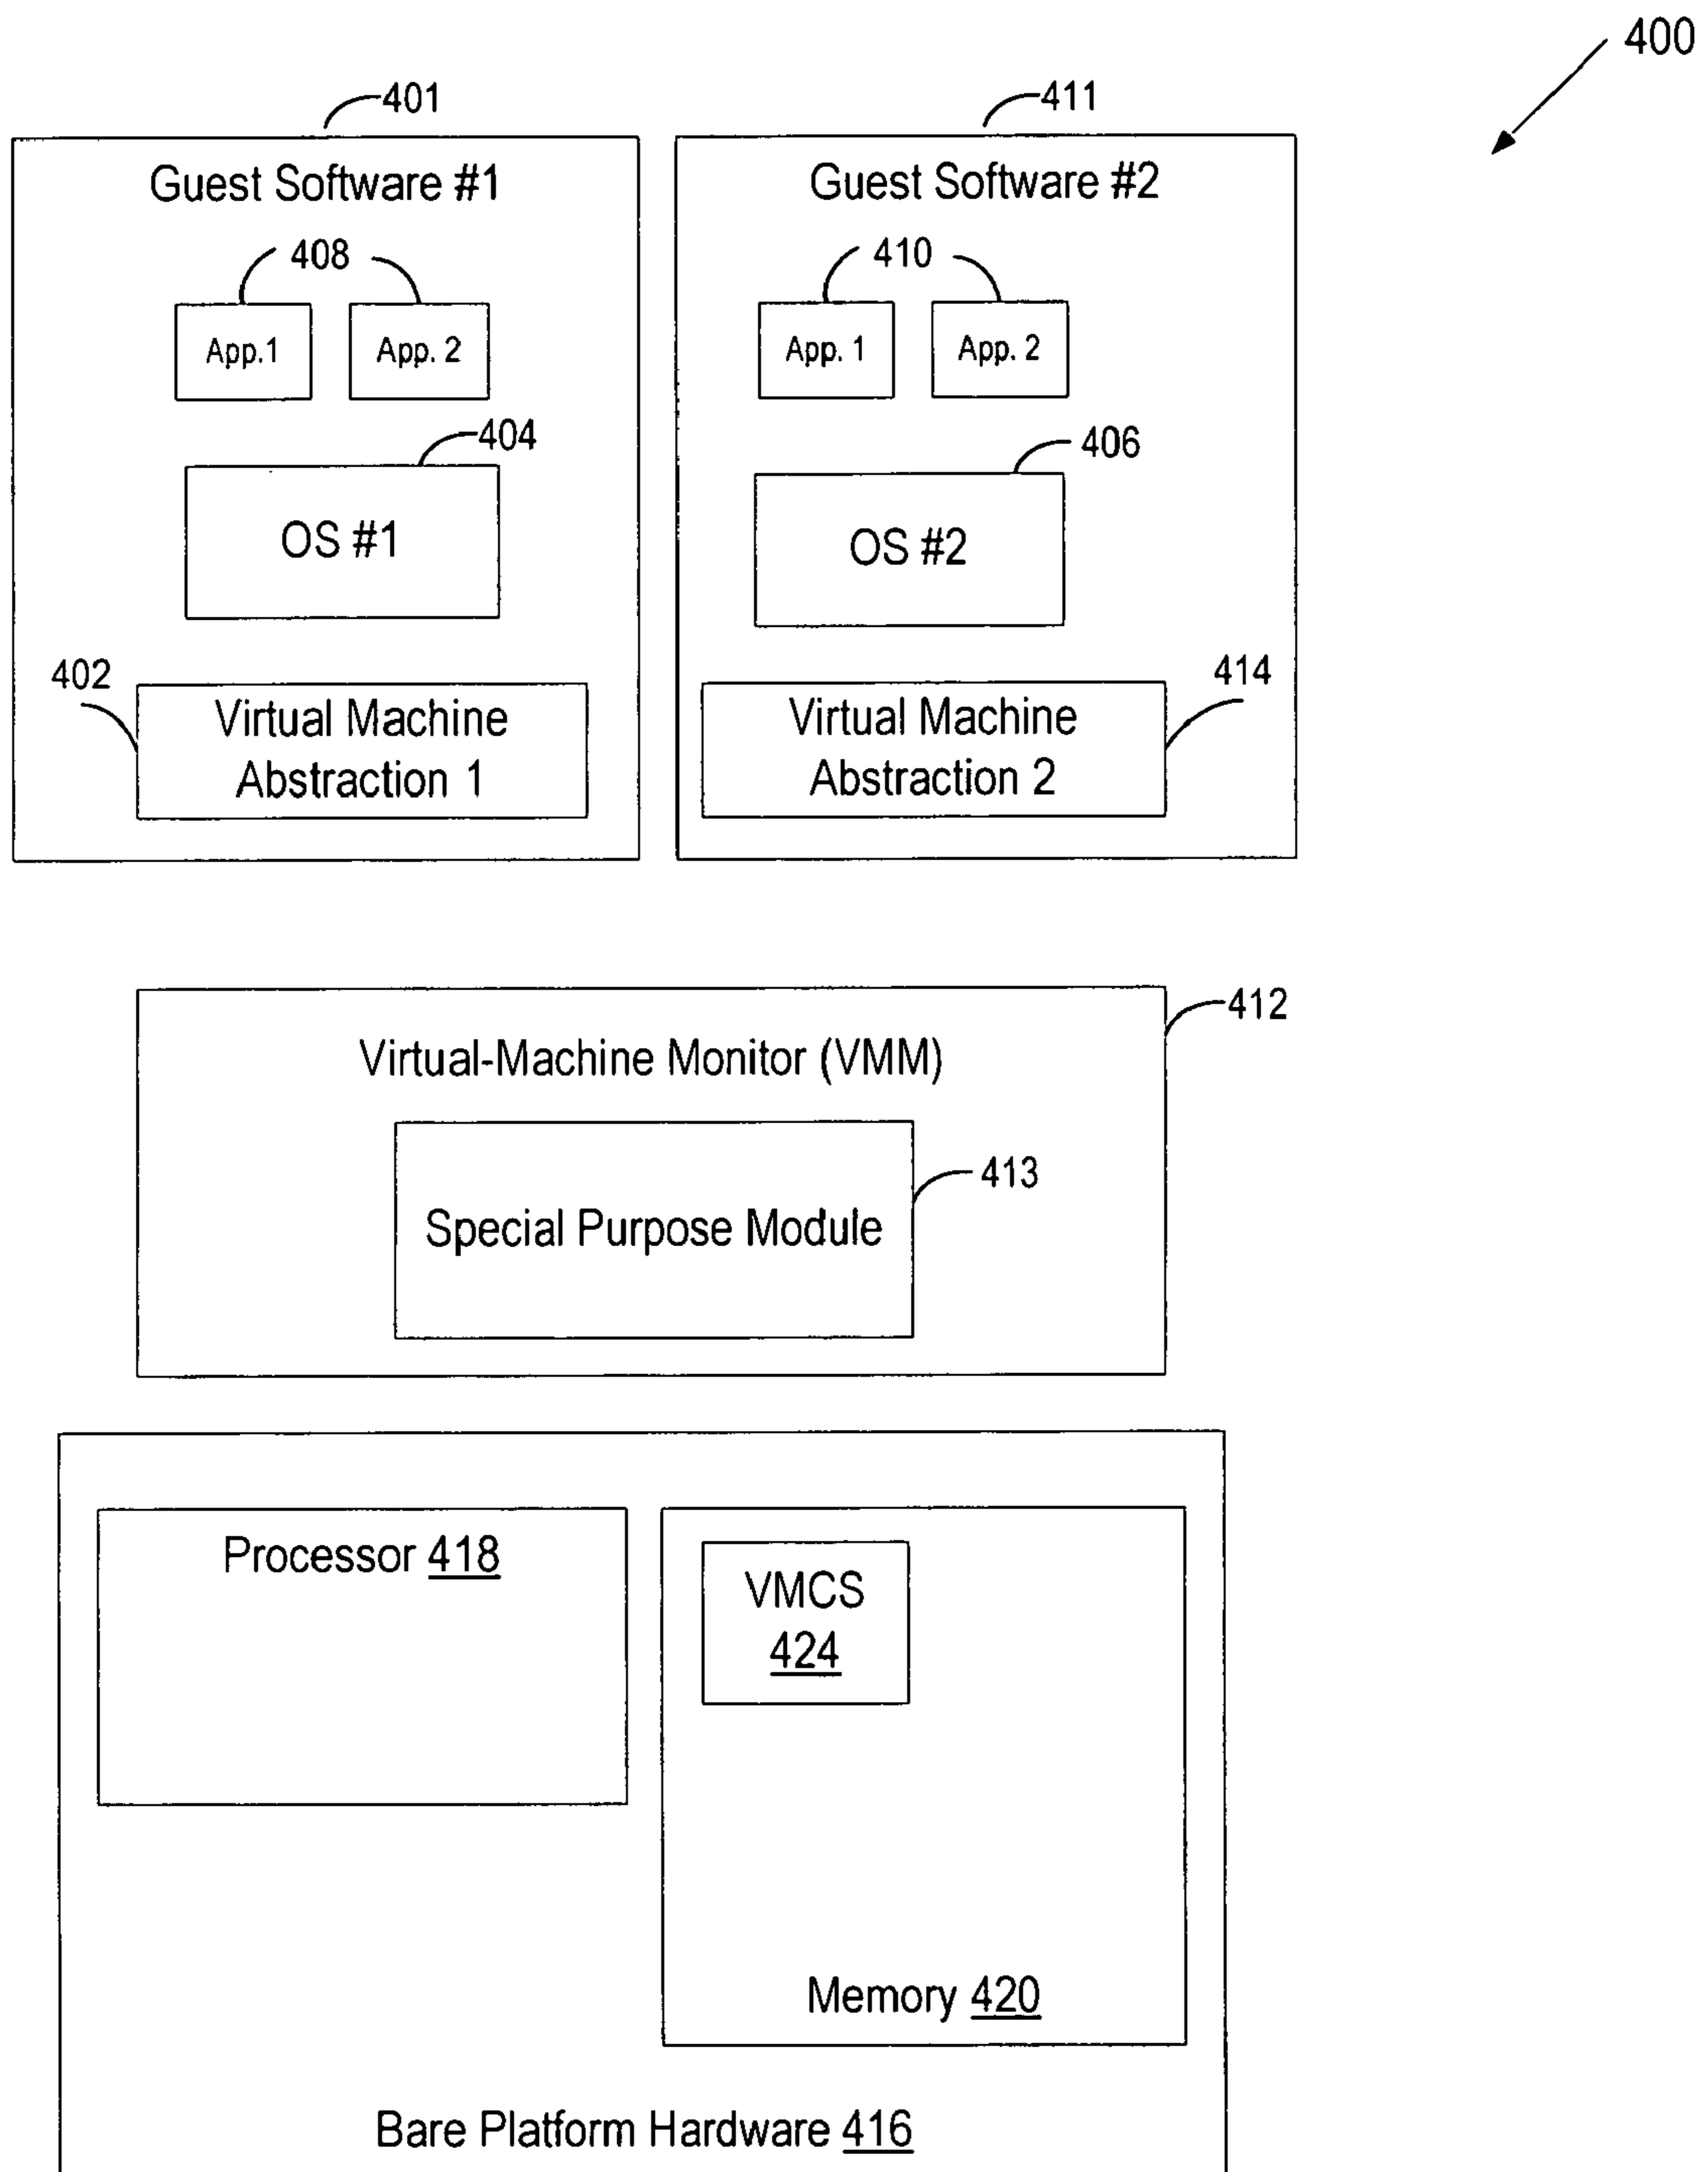 400
401
411
Guest Software #1
Guest Software #2
408
410
App.1
App. 2
App. 1
App. 2
404
406
OS #1
OS #2
402
414
Virtual Machine
Abstraction 1
Virtual Machine
Abstraction 2
412
Virtual-Machine Monitor (VMM)
413
Special Purpose Module
Processor 418
VMCS
424
Memory 420
Bare Platform Hardware 416